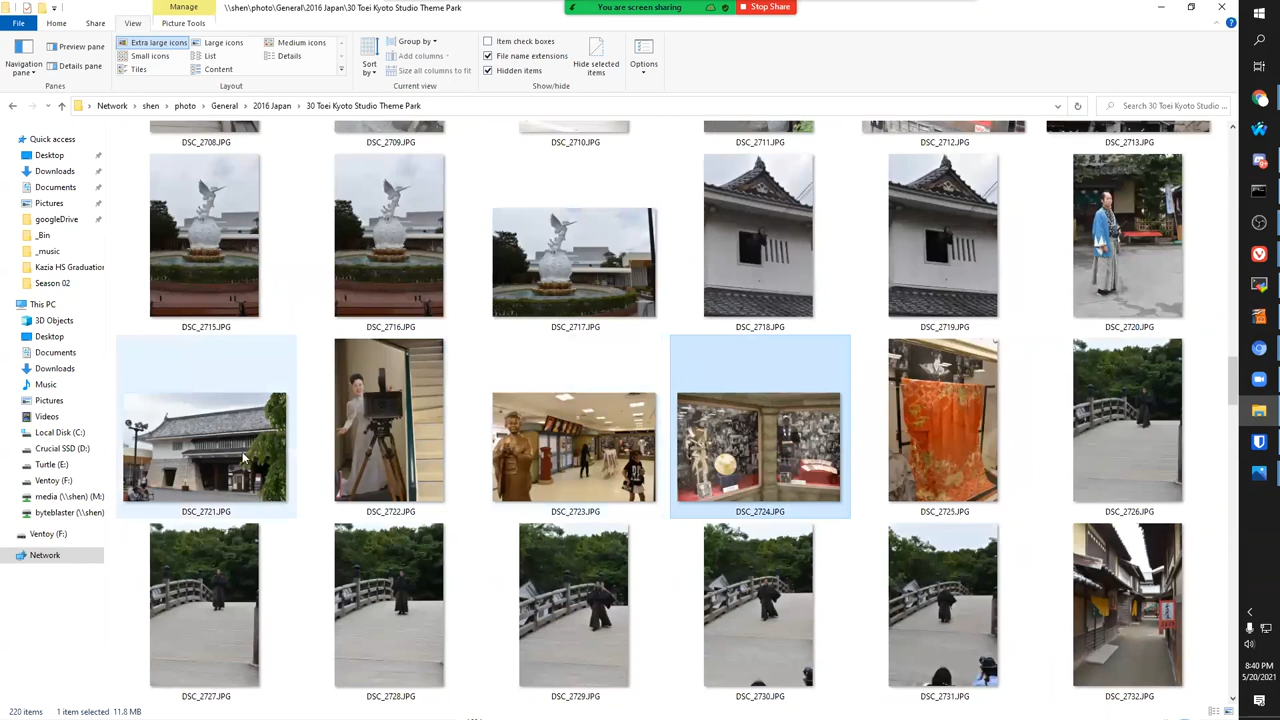 Manage
\\shen\photo\General\2016 Japan\30 Toei Kyoto Studio Theme Park
You are screen sharing
Stop Share
File
Home
Share
View
Picture Tools
Navigation pane
Preview pane
Details pane
Panes
Extra large icons
Large icons
Medium icons
Small icons
List
Details
Tiles
Content
Layout
Sort by
Group by
Add columns
Size all columns to fit
Current view
Item check boxes
File name extensions
Hidden items
Hide selected items
Show/hide
Options
Network
shen
photo
General
2016 Japan
30 Toei Kyoto Studio Theme Park
Search 30 Toei Kyoto Studio ...
Quick access
Desktop
Downloads
Documents
Pictures
googleDrive
_Bin
_music
Kazia HS Graduation
Season 02
This PC
3D Objects
Desktop
Documents
Downloads
Music
Pictures
Videos
Local Disk (C:)
Crucial SSD (D:)
Turtle (E:)
Ventoy (F:)
media (\\shen) (M:)
byteblaster (\\shen)
Ventoy (F:)
Network
DSC_2708.JPG
DSC_2709.JPG
DSC_2710.JPG
DSC_2711.JPG
DSC_2712.JPG
DSC_2713.JPG
DSC_2715.JPG
DSC_2716.JPG
DSC_2717.JPG
DSC_2718.JPG
DSC_2719.JPG
DSC_2720.JPG
DSC_2721.JPG
DSC_2722.JPG
DSC_2723.JPG
DSC_2724.JPG
DSC_2725.JPG
DSC_2726.JPG
DSC_2727.JPG
DSC_2728.JPG
DSC_2729.JPG
DSC_2730.JPG
DSC_2731.JPG
DSC_2732.JPG
220 items
1 item selected 11.8 MB
8:40 PM
5/20/2021